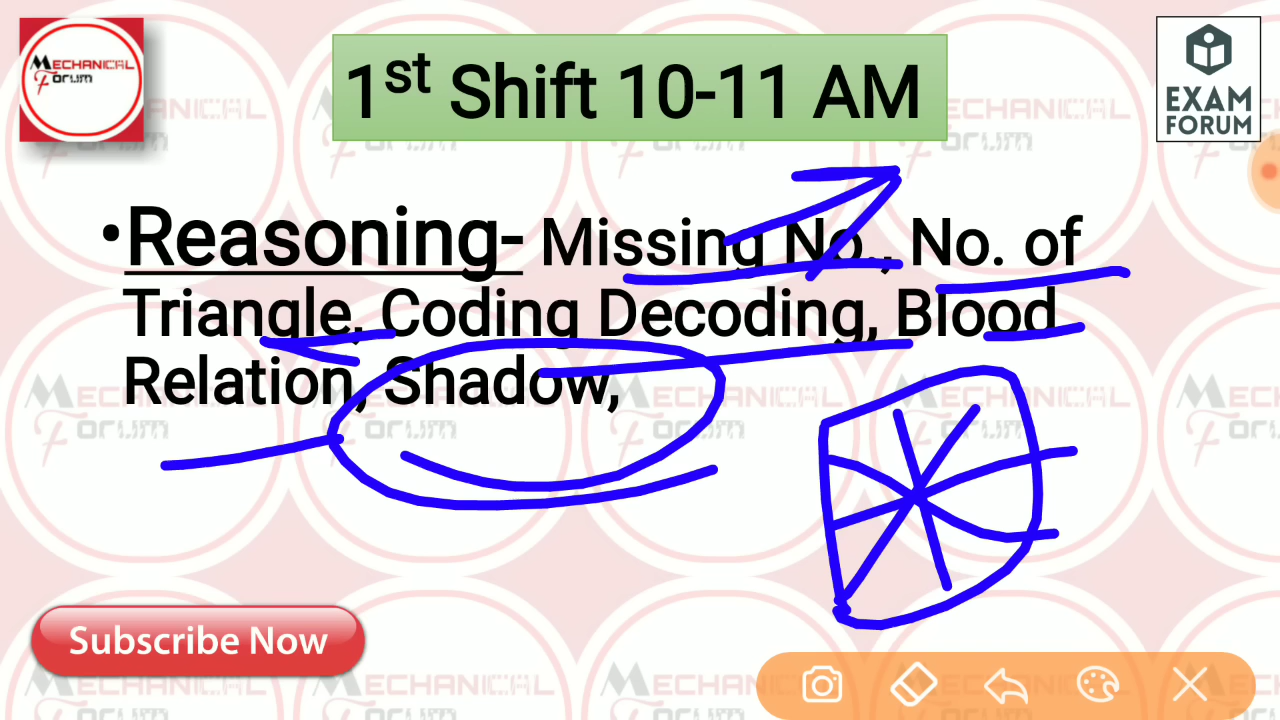 MECHANICAL
Forum
1st Shift 10-11 AM
EXAM
FORUM
•Reasoning- Missing No., No. of
Triangle, Coding Decoding, Blood
Relation, Shadow,
Subscribe Now